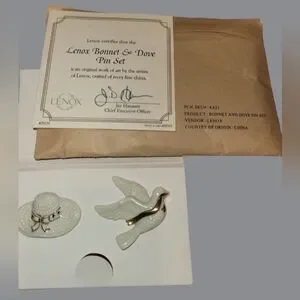 Lenox certifies that the
Lenox Bonnet & Dove
Pin Set
is an original work of art by the artists
of Lenox, crafted of ivory fine china.
Chief Executive Officer
LENOX
PRODUCT: BONNET AND DOVE PIN SET
VENDOR: LENOX
COUNTRY OF ORIGIN: CHINA